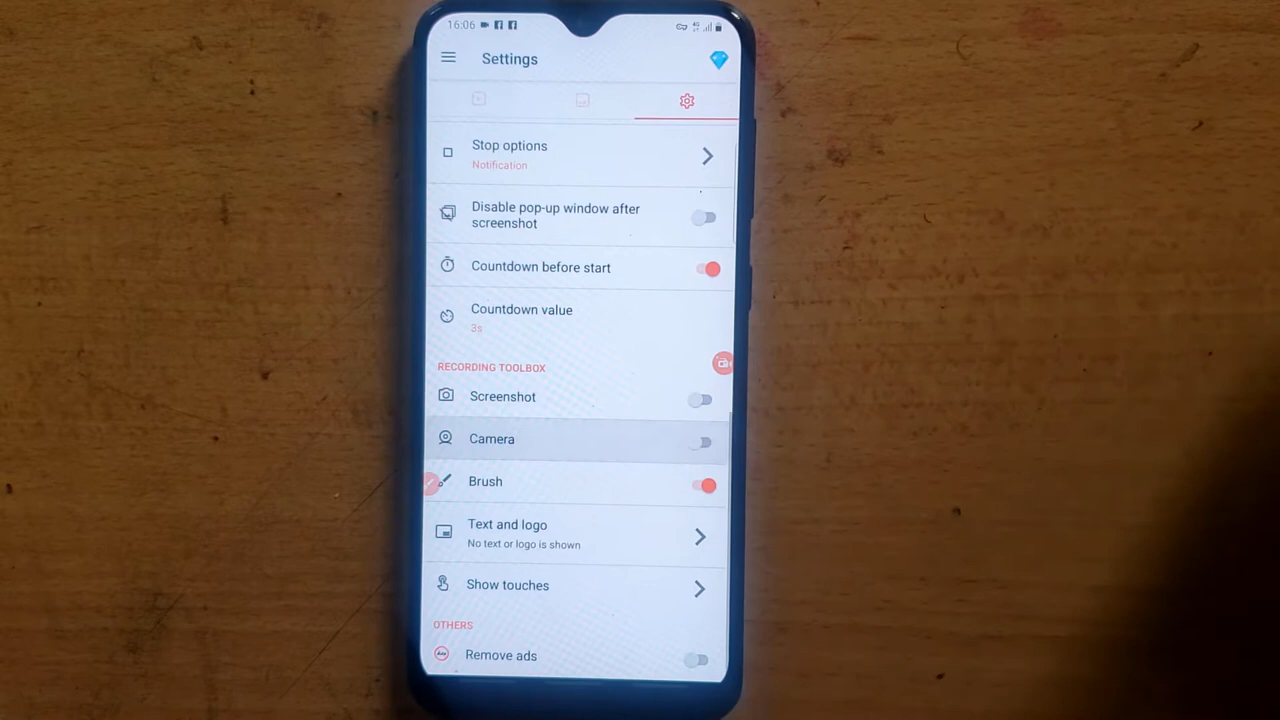 16:06
4G
Settings
Stop options
Notification
Disable pop-up window after
screenshot
Countdown before start
Countdown value
3s
RECORDING TOOLBOX
Screenshot
Camera
Brush
Text and logo
No text or logo is shown
Show touches
OTHERS
Remove ads